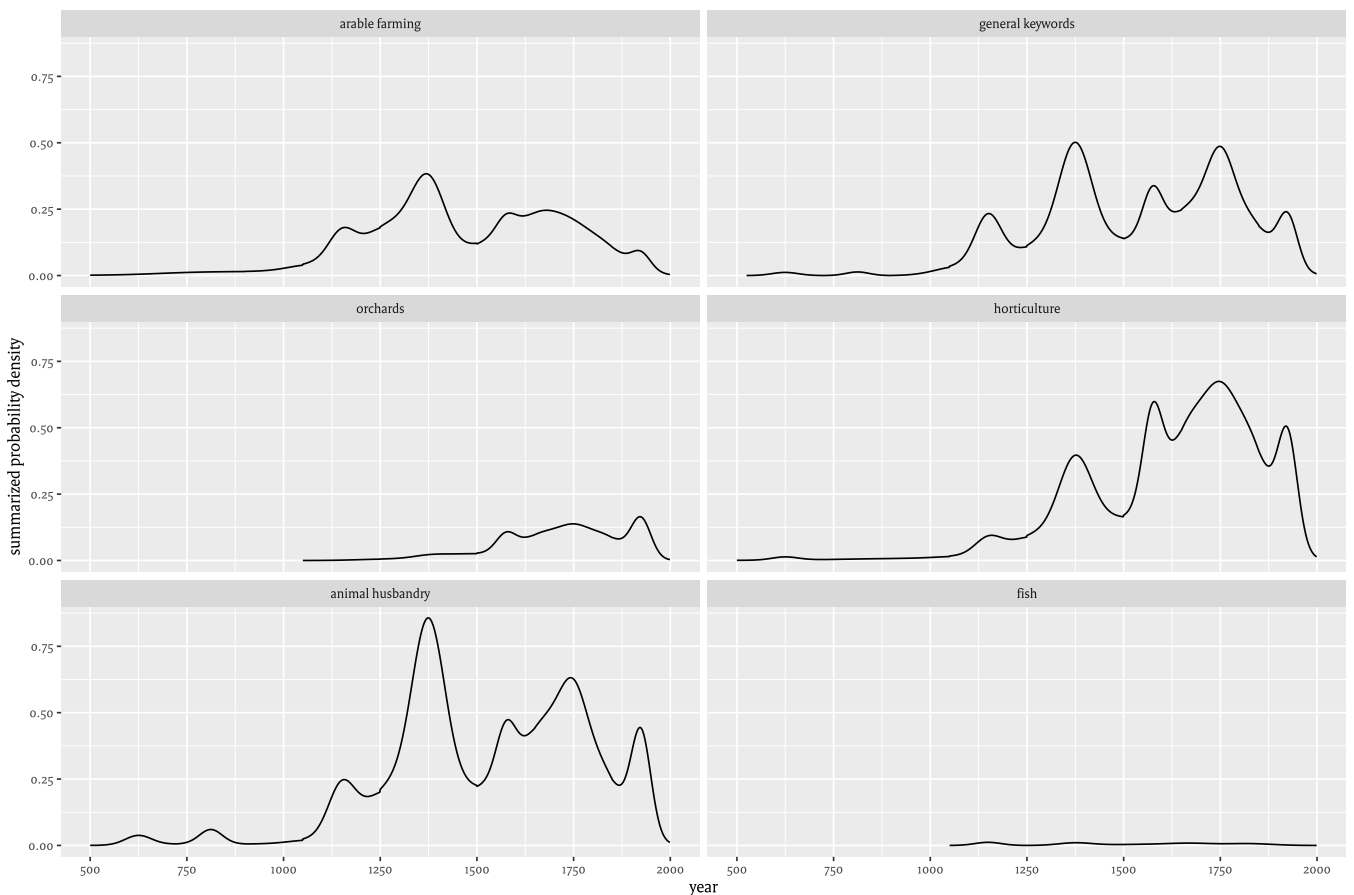 arable farming
general keywords
0.75
0.50
0.25
0.00
orchards
horticulture
summarized probability density
0.75
0.50
0.25
0.00
animal husbandry
fish
0.75
0.50
0.25
0.00
500 750 1000 1250 1500 1750 2000 500 750 1000 1250 1500 1750 2000
year